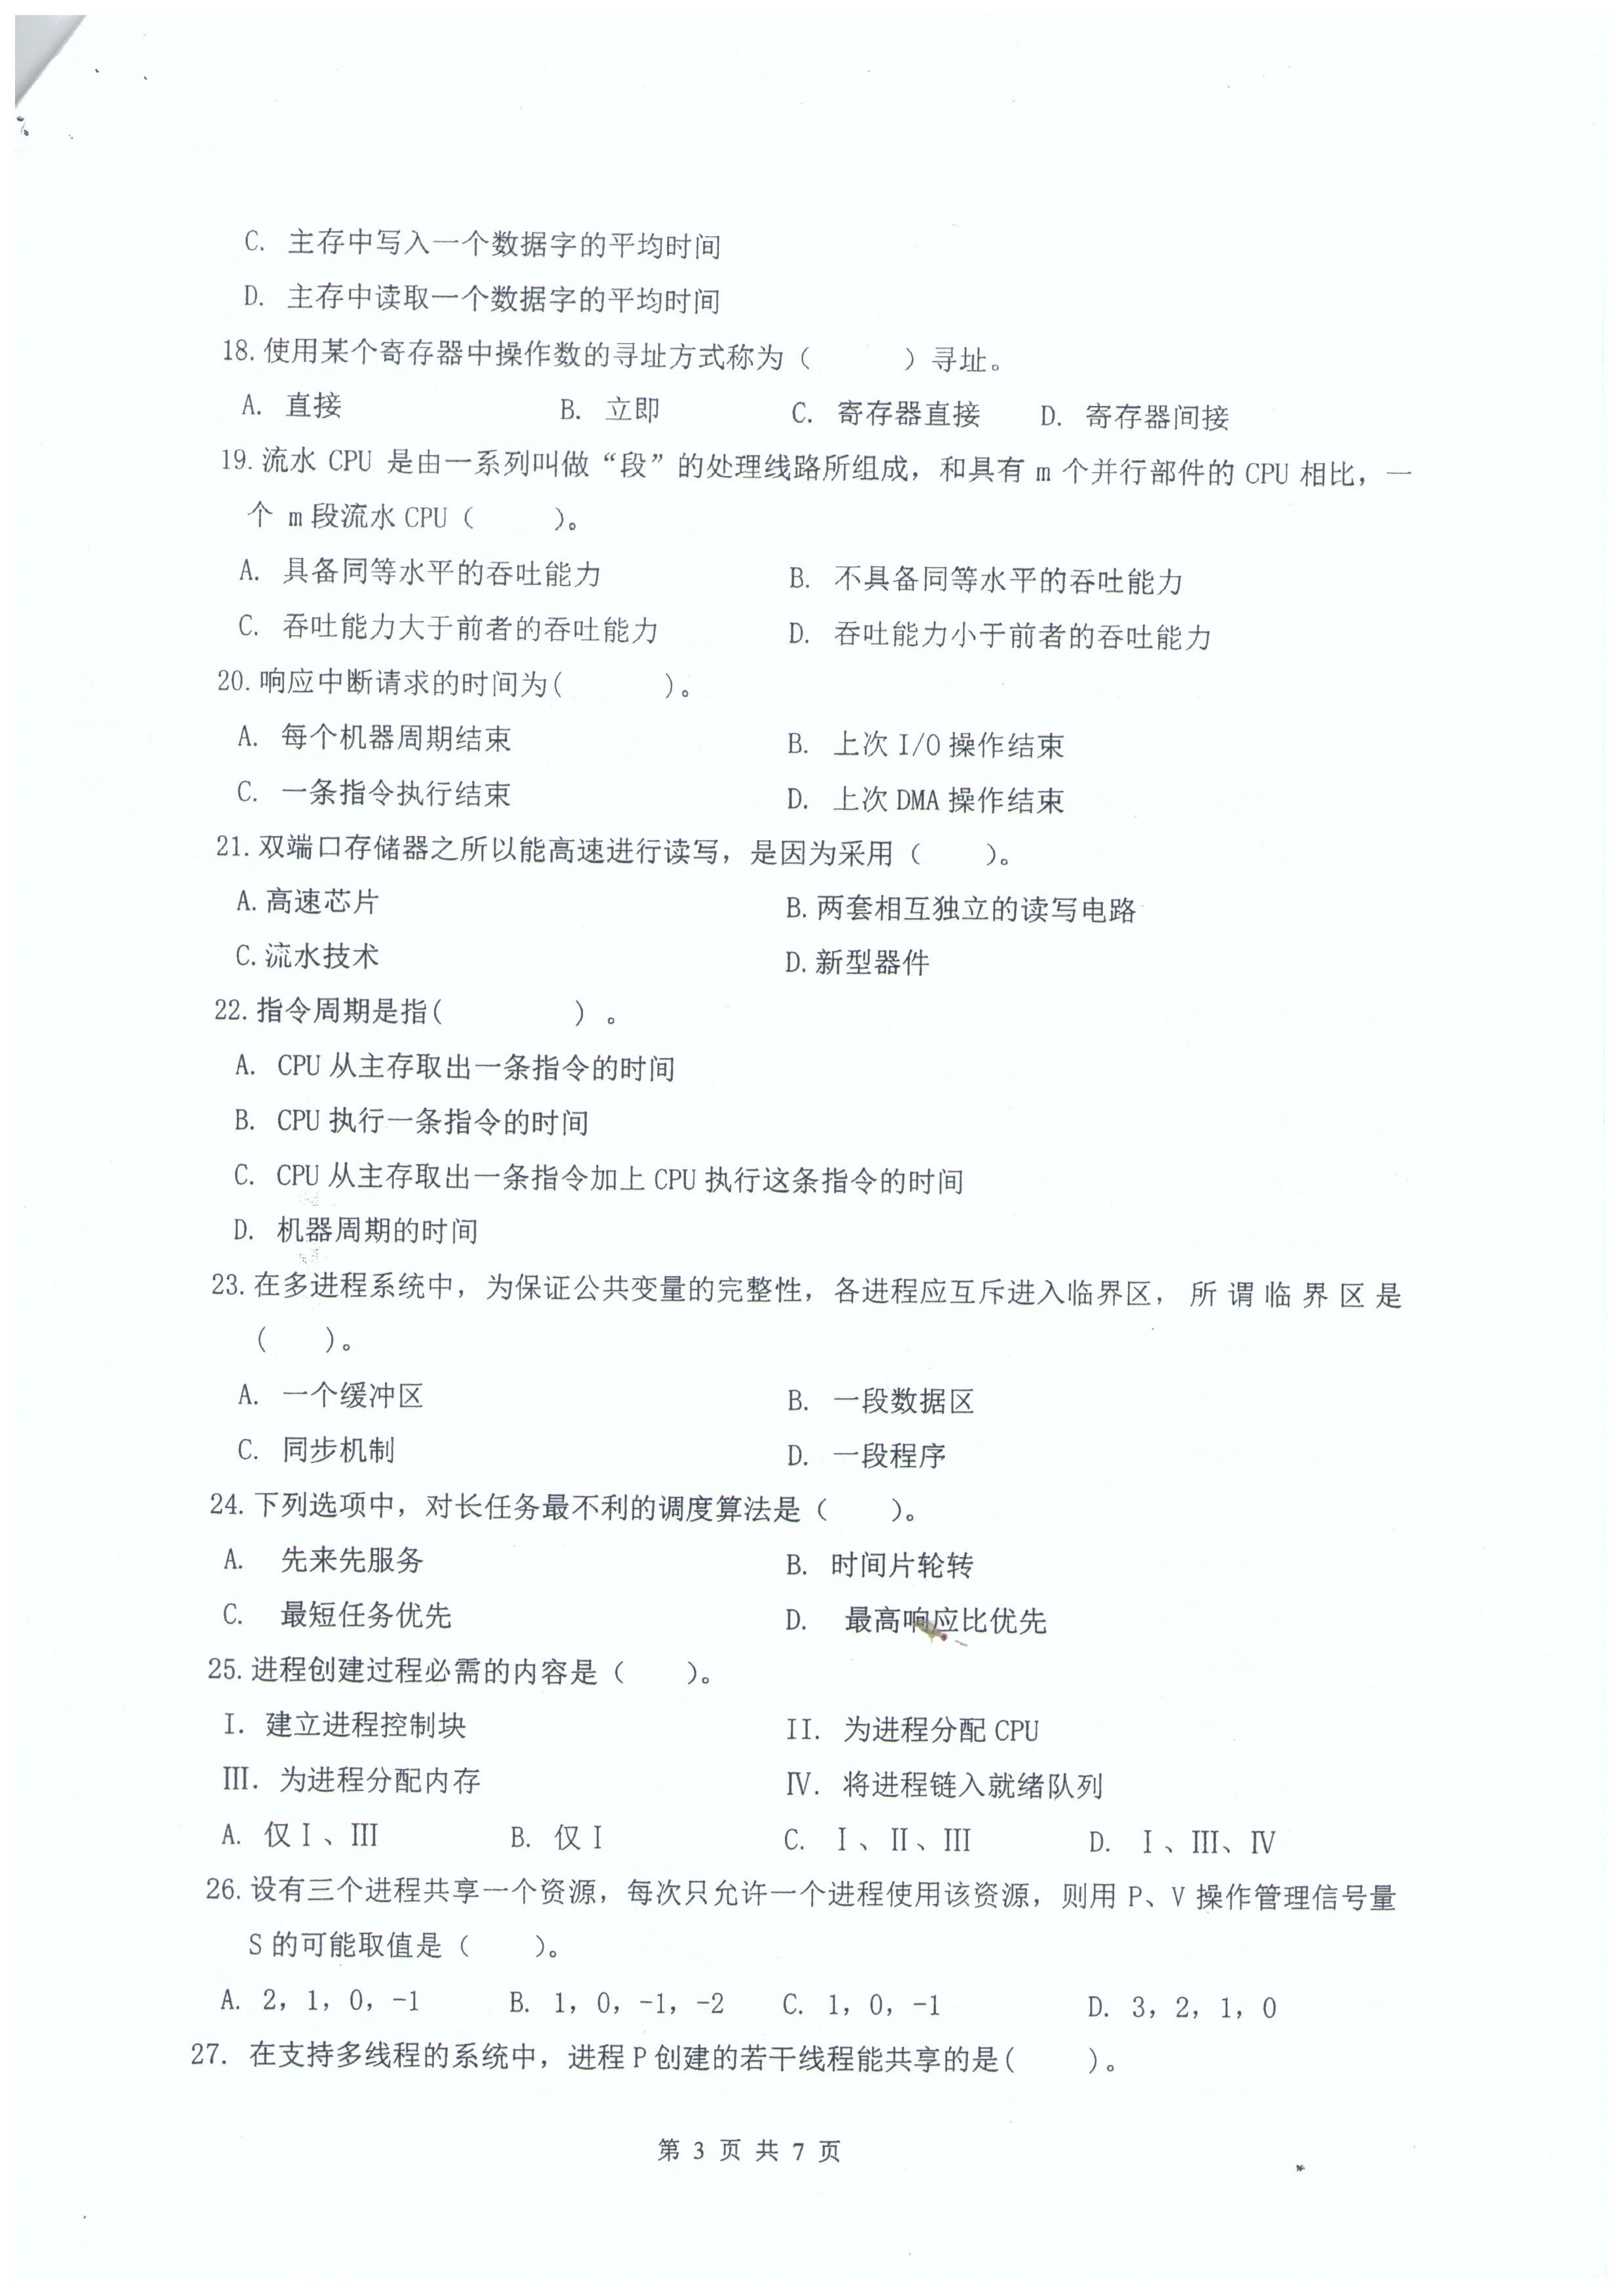 C. 主存中写入一个数据字的平均时间
D. 主存中读取一个数据字的平均时间
18. 使用某个寄存器中操作数的寻址方式称为（ ）寻址。
A. 直接 B. 立即 C. 寄存器直接 D. 寄存器间接
19. 流水 CPU 是由一系列叫做“段”的处理线路所组成，和具有 m 个并行部件的 CPU 相比，一
个 m 段流水 CPU（ ）。
A. 具备同等水平的吞吐能力 B. 不具备同等水平的吞吐能力
C. 吞吐能力大于前者的吞吐能力 D. 吞吐能力小于前者的吞吐能力
20. 响应中断请求的时间为( )。
A. 每个机器周期结束 B. 上次 I/O 操作结束
C. 一条指令执行结束 D. 上次 DMA 操作结束
21. 双端口存储器之所以能高速进行读写，是因为采用（ ）。
A. 高速芯片 B. 两套相互独立的读写电路
C. 流水技术 D. 新型器件
22. 指令周期是指( ) 。
A. CPU 从主存取出一条指令的时间
B. CPU 执行一条指令的时间
C. CPU 从主存取出一条指令加上 CPU 执行这条指令的时间
D. 机器周期的时间
23. 在多进程系统中，为保证公共变量的完整性，各进程应互斥进入临界区，所谓临界区是
（ ）。
A. 一个缓冲区 B. 一段数据区
C. 同步机制 D. 一段程序
24. 下列选项中，对长任务最不利的调度算法是（ ）。
A. 先来先服务 B. 时间片轮转
C. 最短任务优先 D. 最高响应比优先
25. 进程创建过程必需的内容是（ ）。
I. 建立进程控制块 II. 为进程分配 CPU
III. 为进程分配内存 IV. 将进程链入就绪队列
A. 仅 I、III B. 仅 I C. I、II、III D. I、III、IV
26. 设有三个进程共享一个资源，每次只允许一个进程使用该资源，则用 P、V 操作管理信号量
S 的可能取值是（ ）。
A. 2, 1, 0, -1 B. 1, 0, -1, -2 C. 1, 0, -1 D. 3, 2, 1, 0
27. 在支持多线程的系统中，进程 P 创建的若干线程能共享的是( )。
第 3 页 共 7 页